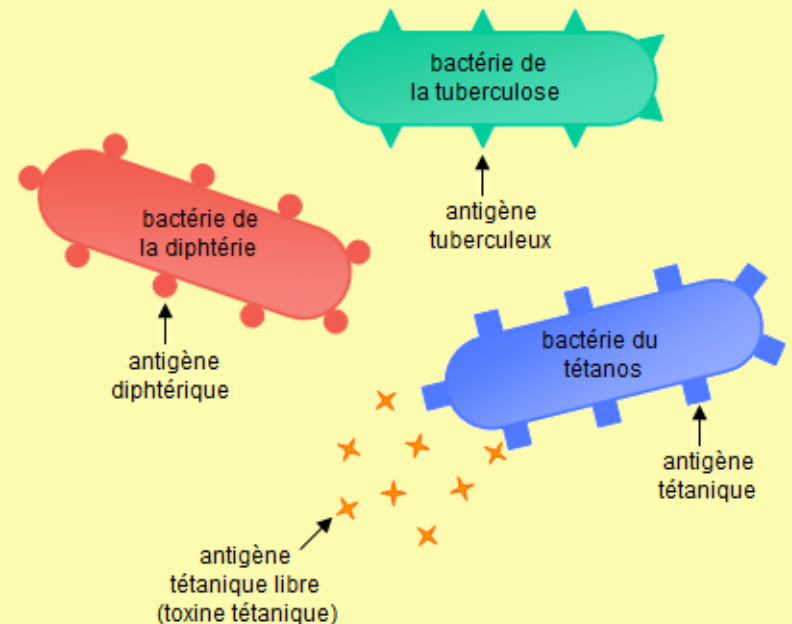 bactérie de
la tuberculose
antigène
tuberculeux
bactérie de
la diphtérie
antigène
diphtérique
bactérie du
tétanos
antigène
tétanique
antigène
tétanique libre
(toxine tétanique)